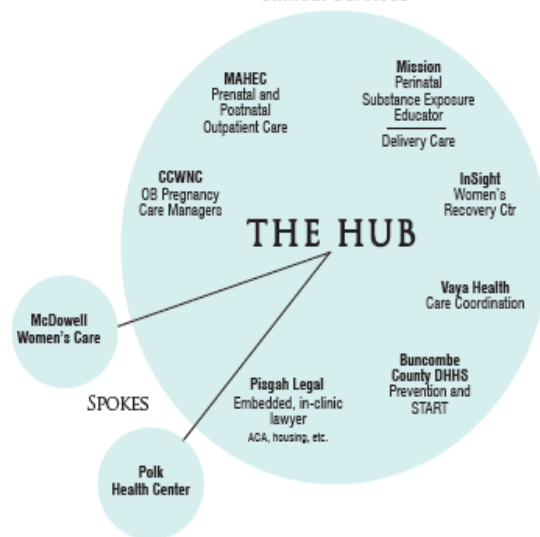 MAHEC
Prenatal and
Postnatal
Outpatient Care
Mission
Perinatal
Substance Exposure
Educator
Delivery Care
CCWNC
OB Pregnancy
Care Managers
InSight
Women's
Recovery Ctr
THE HUB
Vaya Health
Care Coordination
McDowell
Women's Care
Buncombe
County DHHS
Prevention and
START
Pisgah Legal
Embedded, in-clinic
lawyer
ACA, housing, etc.
SPOKES
Polk
Health Center